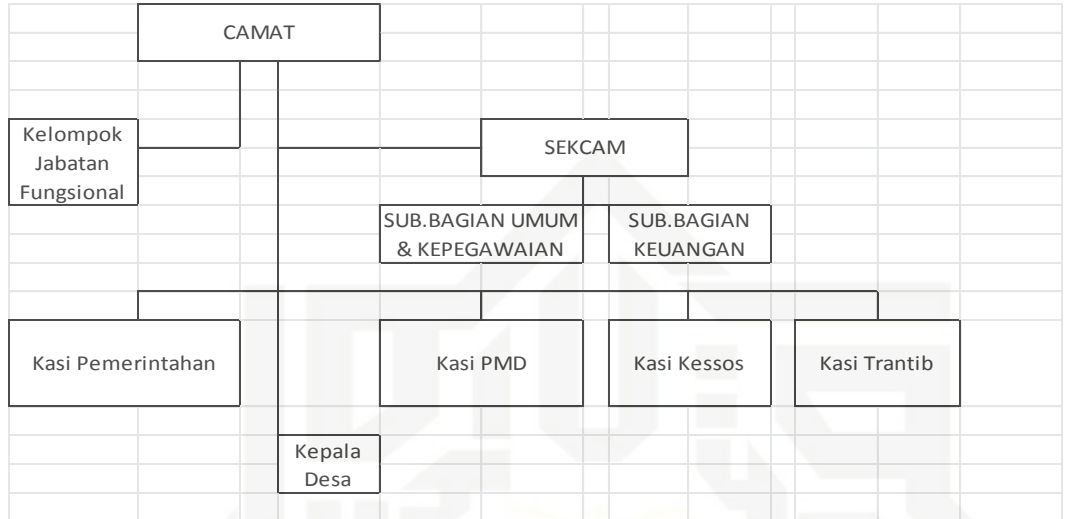 CAMAT
Kelompok
Jabatan
Fungsional
SEKCAM
SUB.BAGIAN UMUM
& KEPEGAWAIAN
SUB.BAGIAN
KEUANGAN
Kasi Pemerintahan
Kasi PMD
Kasi Kessos
Kasi Trantib
Kepala
Desa